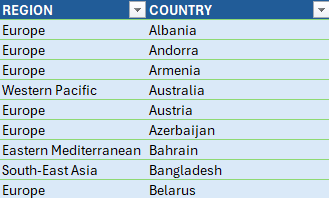 REGION COUNTRY
Europe Albania
Europe Andorra
Europe Armenia
Western Pacific Australia
Europe Austria
Europe Azerbaijan
Eastern Mediterranean Bahrain
South-East Asia Bangladesh
Europe Belarus